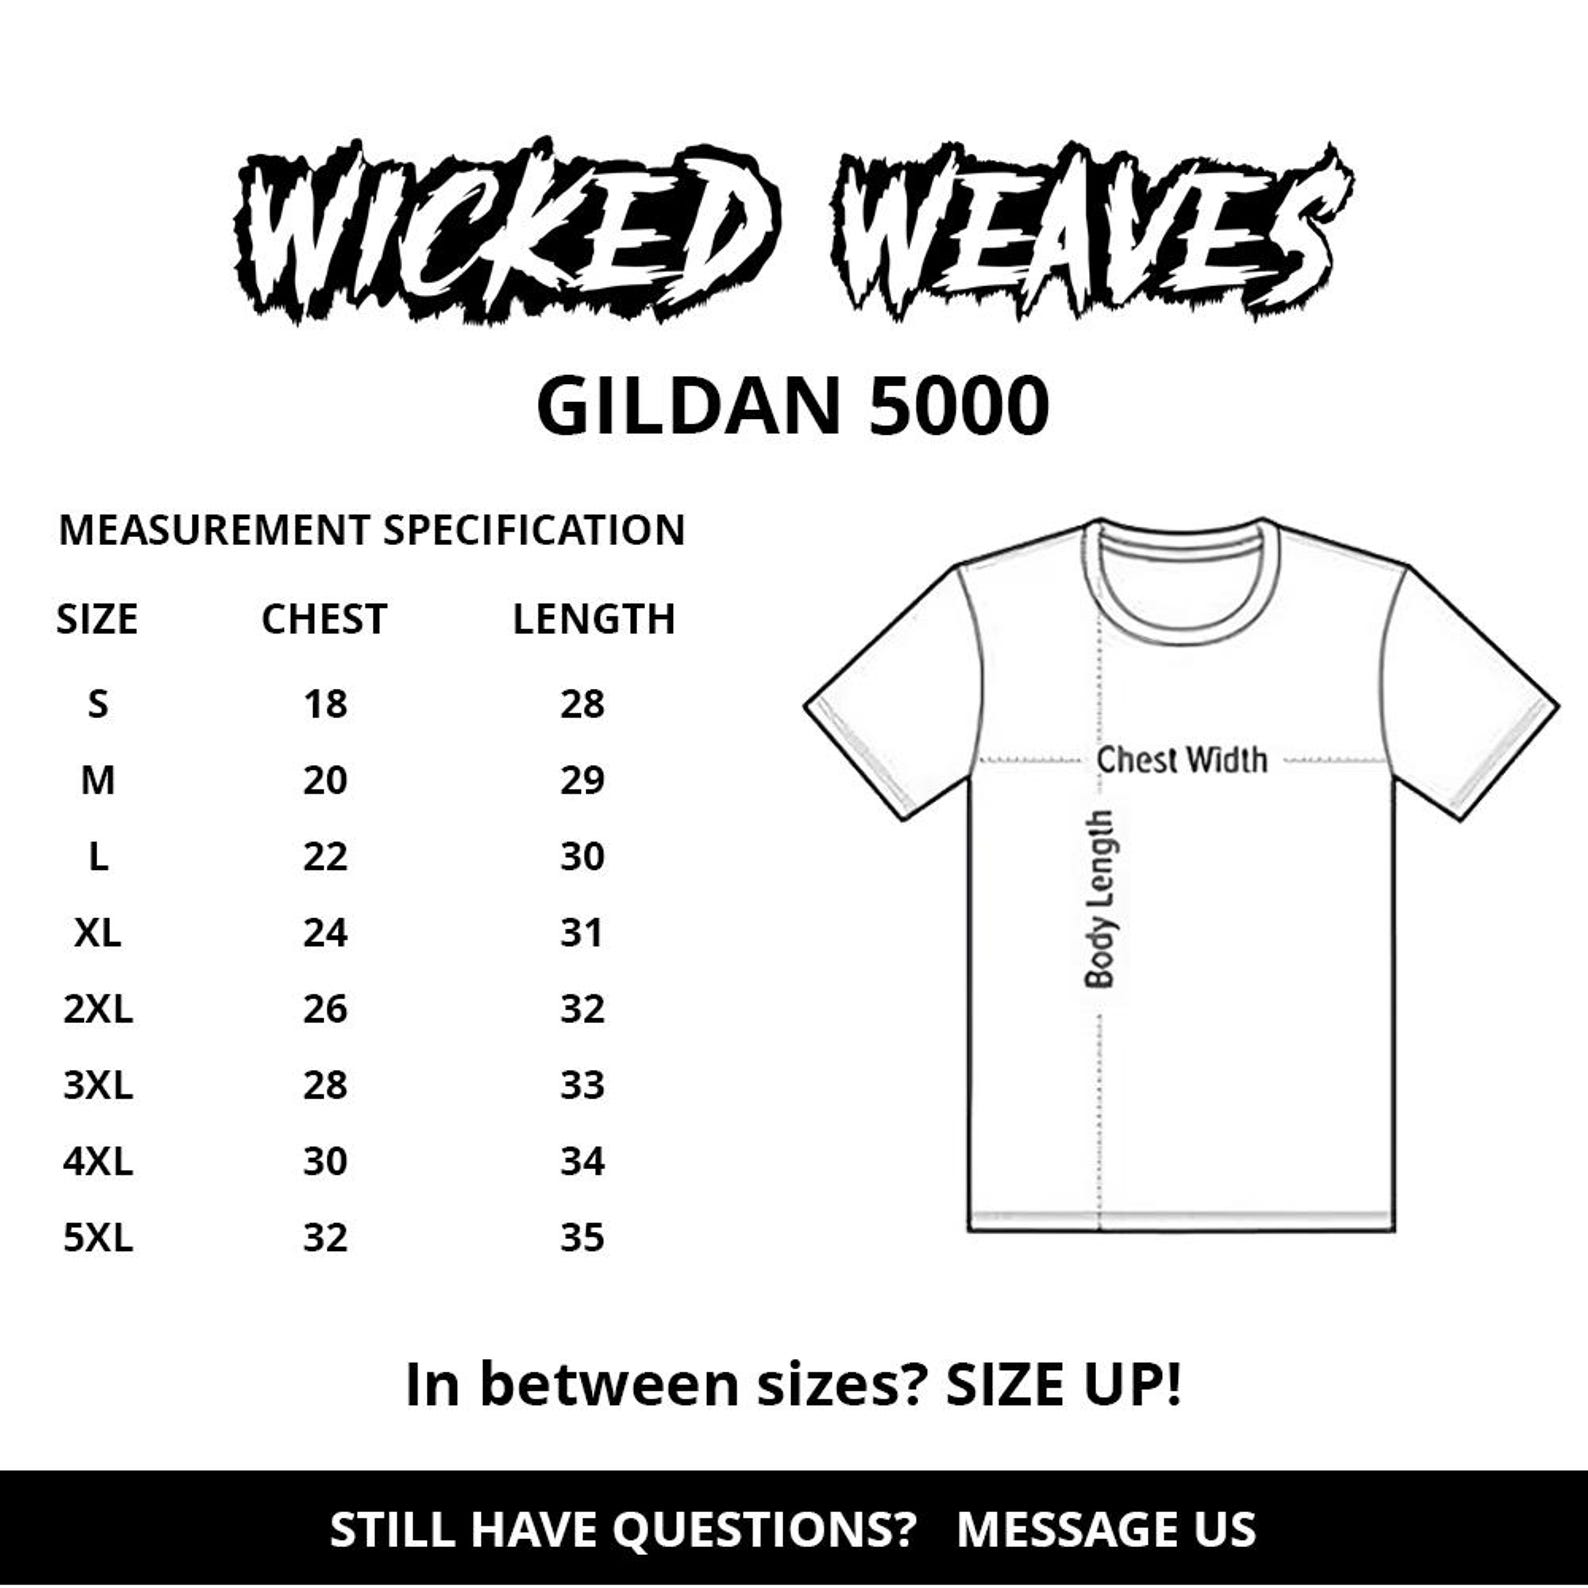 WICKED WEAVES
GILDAN 5000
MEASUREMENT SPECIFICATION
SIZE CHEST LENGTH
S 18 28
M 20 29
L 22 30
XL 24 31
2XL 26 32
3XL 28 33
4XL 30 34
5XL 32 35
Chest Width
Body Length
In between sizes? SIZE UP!
STILL HAVE QUESTIONS? MESSAGE US